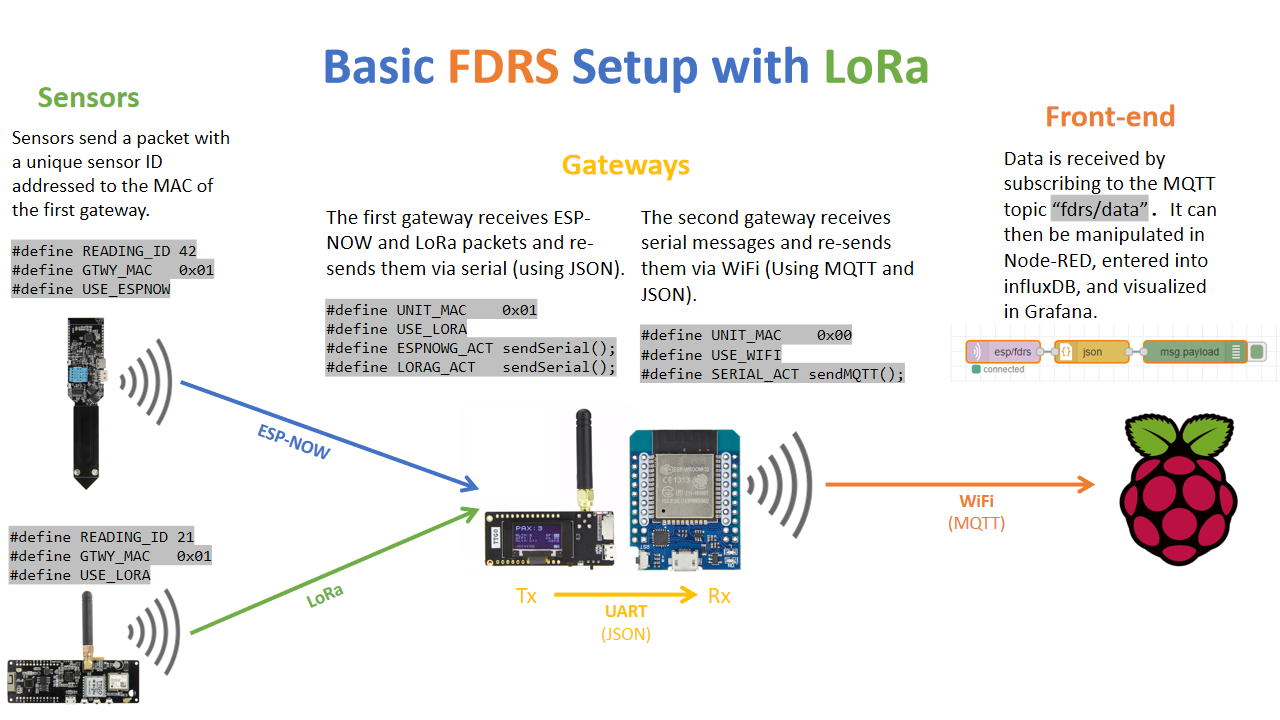 Basic FDRS Setup with LoRa
Sensors
Sensors send a packet with
a unique sensor ID
addressed to the MAC of
the first gateway.
#define READING_ID 42
#define GTWY_MAC   0x01
#define USE_ESPNOW
#define READING_ID 21
#define GTWY_MAC   0x01
#define USE_LORA
ESP-NOW
LoRa
Gateways
The first gateway receives ESP-
NOW and LoRa packets and re-
sends them via serial (using JSON).
#define UNIT_MAC    0x01
#define USE_LORA
#define ESPNOWG_ACT sendSerial();
#define LORAG_ACT   sendSerial();
The second gateway receives
serial messages and re-sends
them via WiFi (Using MQTT and
JSON).
#define UNIT_MAC    0x00
#define USE_WIFI
#define SERIAL_ACT sendMQTT();
TTGO
PAX: 3
ESP-WROOM-32
RST
Tx
Rx
UART
(JSON)
WiFi
(MQTT)
Front-end
Data is received by
subscribing to the MQTT
topic “fdrs/data”. It can
then be manipulated in
Node-RED, entered into
influxDB, and visualized
in Grafana.
esp/fdrs
json
msg.payload
connected